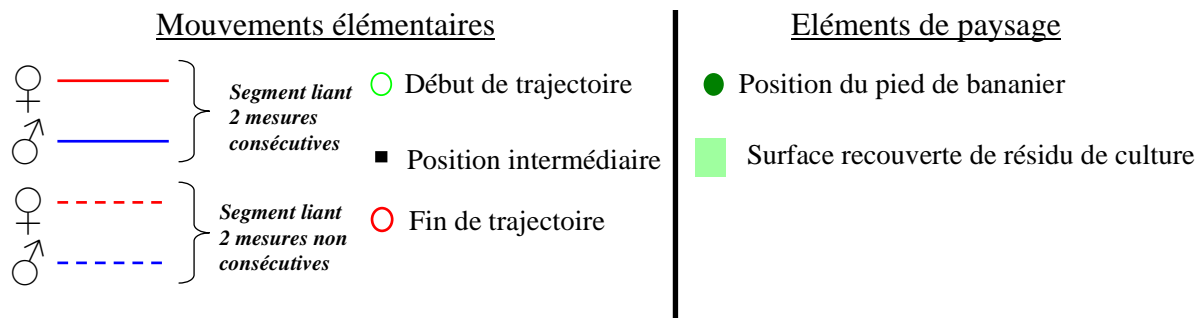 Mouvements élémentaires
Segment liant
2 mesures
consécutives
Segment liant
2 mesures non
consécutives
Début de trajectoire
Position intermédiaire
Fin de trajectoire
Eléments de paysage
Position du pied de bananier
Surface recouverte de résidu de culture